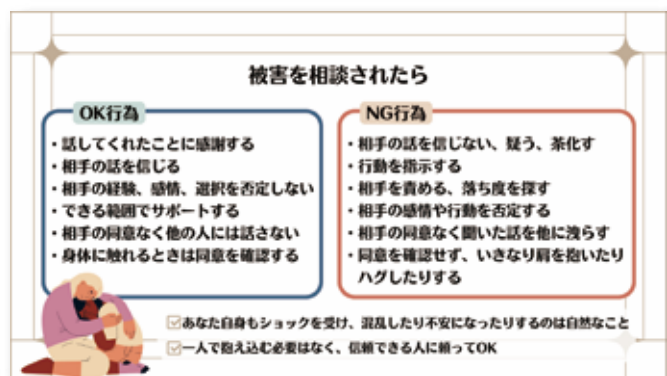 被害を相談されたら
OK行為
・話してくれたことに感謝する
・相手の話を信じる
・相手の経験、感情、選択を否定しない
・できる範囲でサポートする
・相手の同意なく他の人には話さない
・身体に触れるときは同意を確認する
NG行為
・相手の話を信じない、疑う、茶化す
・行動を指示する
・相手を責める、落ち度を探す
・相手の感情や行動を否定する
・相手の同意なく聞いた話を他に洩らす
・同意を確認せず、いきなり肩を抱いたり
ハグしたりする
あなた自身もショックを受け、混乱したり不安になったりするのは自然なこと
一人で抱え込む必要はなく、信頼できる人に頼ってOK